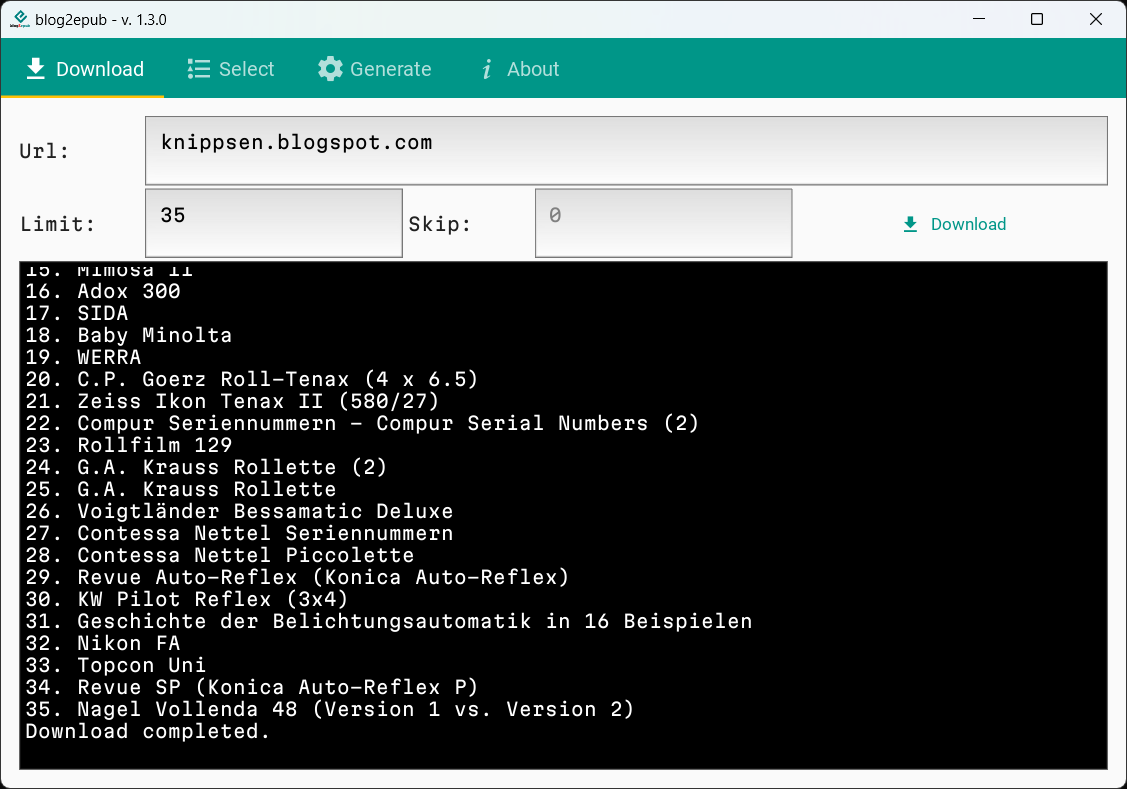 blog2epub - v. 1.3.0
Download
Select
Generate
About
Url:
knippsen.blogspot.com
Limit:
35
Skip:
0
Download
15. Mimosa II
16. Adox 300
17. SIDA
18. Baby Minolta
19. WERRA
20. C.P. Goerz Roll-Tenax (4 x 6.5)
21. Zeiss Ikon Tenax II (580/27)
22. Compur Seriennummern - Compur Serial Numbers (2)
23. Rollfilm 129
24. G.A. Krauss Rollette (2)
25. G.A. Krauss Rollette
26. Voigtländer Bessamatic Deluxe
27. Contessa Nettel Seriennummern
28. Contessa Nettel Piccolette
29. Revue Auto-Reflex (Konica Auto-Reflex)
30. KW Pilot Reflex (3x4)
31. Geschichte der Belichtungsautomatik in 16 Beispielen
32. Nikon FA
33. Topcon Uni
34. Revue SP (Konica Auto-Reflex P)
35. Nagel Vollenda 48 (Version 1 vs. Version 2)
Download completed.